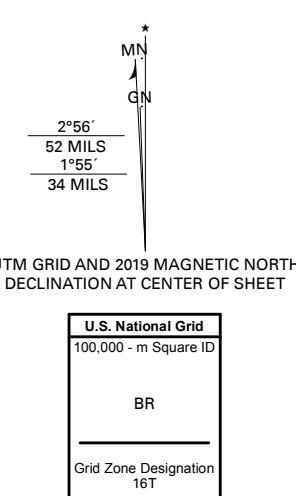 ★
MN
GN
2°56´
52 MILS
1°55´
34 MILS
UTM GRID AND 2019 MAGNETIC NORTH
DECLINATION AT CENTER OF SHEET
U.S. National Grid
100,000 - m Square ID
BR
Grid Zone Designation
16T